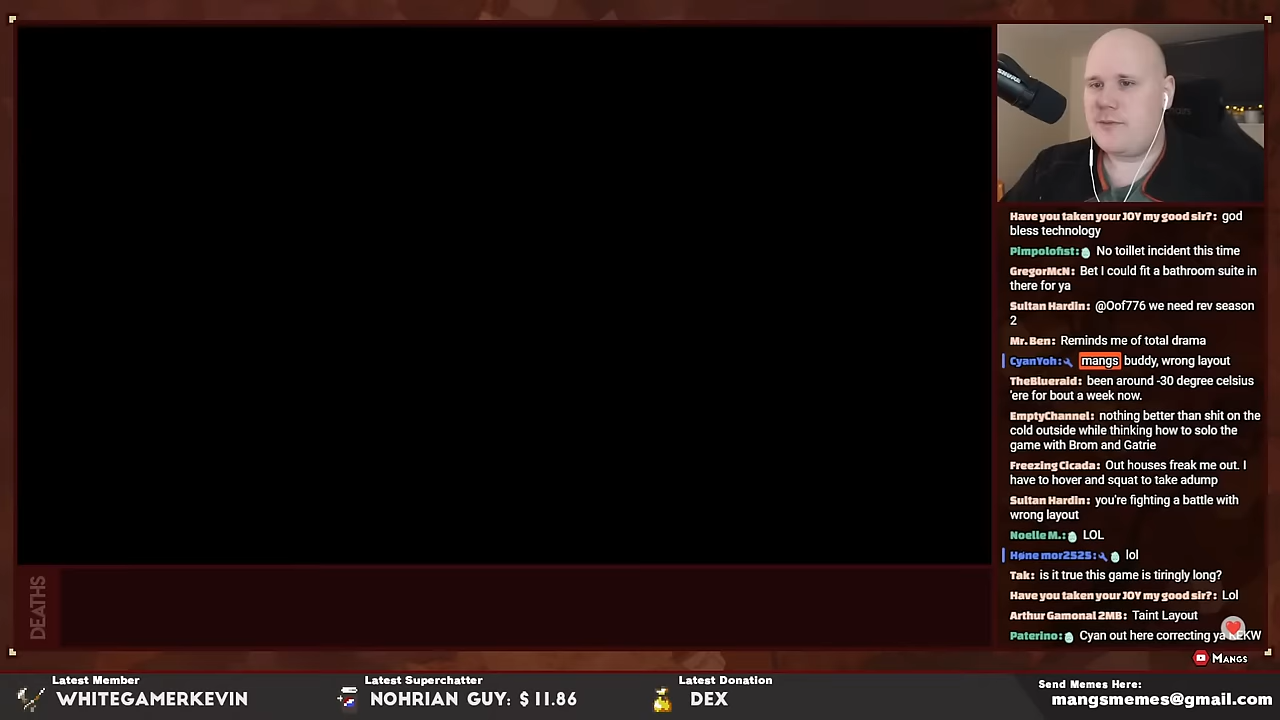 Have you taken your JOY my good sir?: god
bless technology
Pimpolofist: No toillet incident this time
GregorMcN: Bet I could fit a bathroom suite in
there for ya
Sultan Hardin: @Oof776 we need rev season
2
Mr. Ben: Reminds me of total drama
CyanYoh: mangs buddy, wrong layout
TheBlueraid: been around -30 degree celsius
'ere for bout a week now.
EmptyChannel: nothing better than shit on the
cold outside while thinking how to solo the
game with Brom and Gatrie
Freezing Cicada: Out houses freak me out. I
have to hover and squat to take adump
Sultan Hardin: you're fighting a battle with
wrong layout
Noelle M.: LOL
Høne mor2525: lol
Tak: is it true this game is tiringly long?
Have you taken your JOY my good sir?: Lol
Arthur Gamonal 2MB: Taint Layout
Paterino: Cyan out here correcting ya KEKW
DEATHS
MANGS
Latest Member
WHITEGAMERKEVIN
Latest Superchatter
NOHRIAN GUY: $11.86
Latest Donation
DEX
Send Memes Here:
mangsmemes@gmail.com